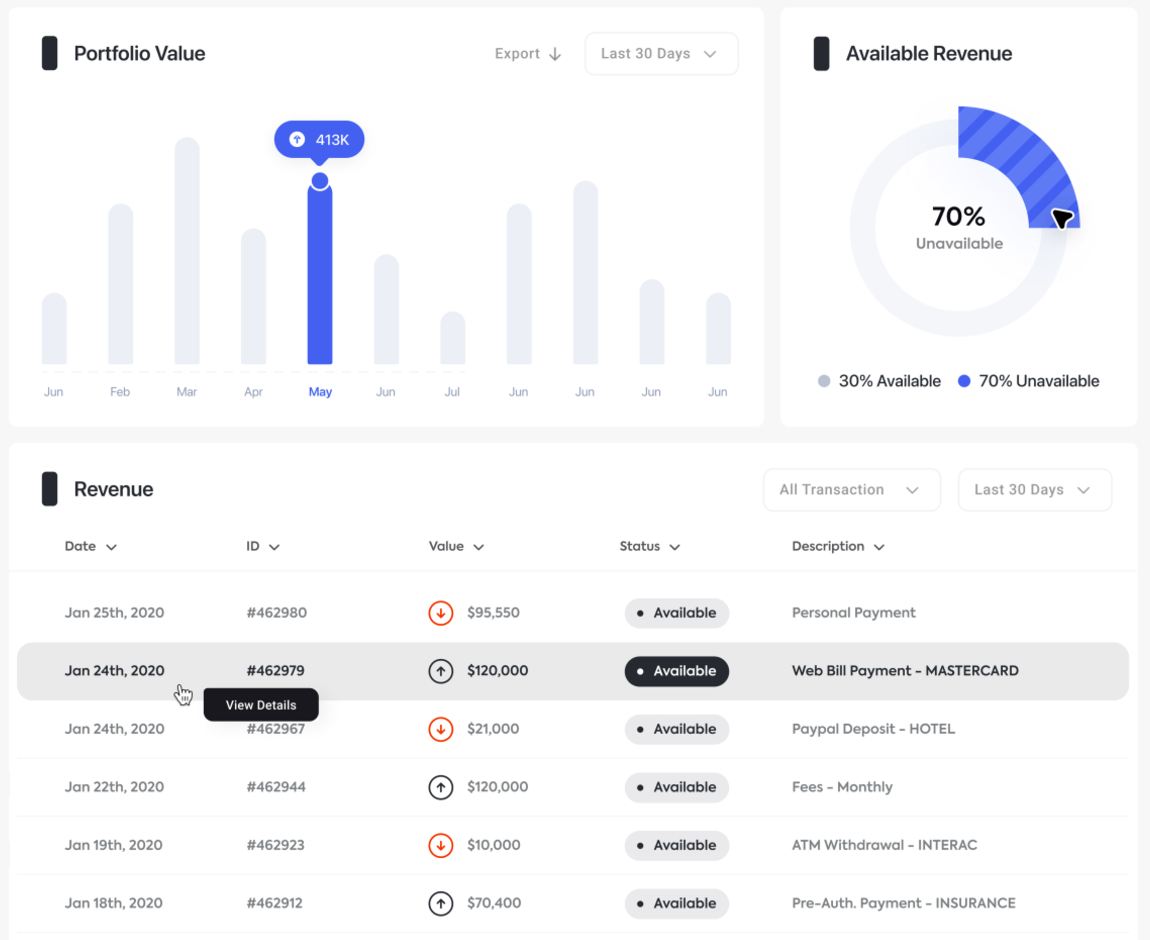 Portfolio Value
Export
Last 30 Days
413K
Jun Feb Mar Apr May Jun Jul Jun Jun Jun Jun
Available Revenue
70%
Unavailable
30% Available 70% Unavailable
Revenue
All Transaction
Last 30 Days
Date ID Value Status Description
Jan 25th, 2020 #462980 $95,550 Available Personal Payment
Jan 24th, 2020 #462979 $120,000 Available Web Bill Payment - MASTERCARD
View Details
Jan 24th, 2020 #462967 $21,000 Available Paypal Deposit - HOTEL
Jan 22th, 2020 #462944 $120,000 Available Fees - Monthly
Jan 19th, 2020 #462923 $10,000 Available ATM Withdrawal - INTERAC
Jan 18th, 2020 #462912 $70,400 Available Pre-Auth. Payment - INSURANCE